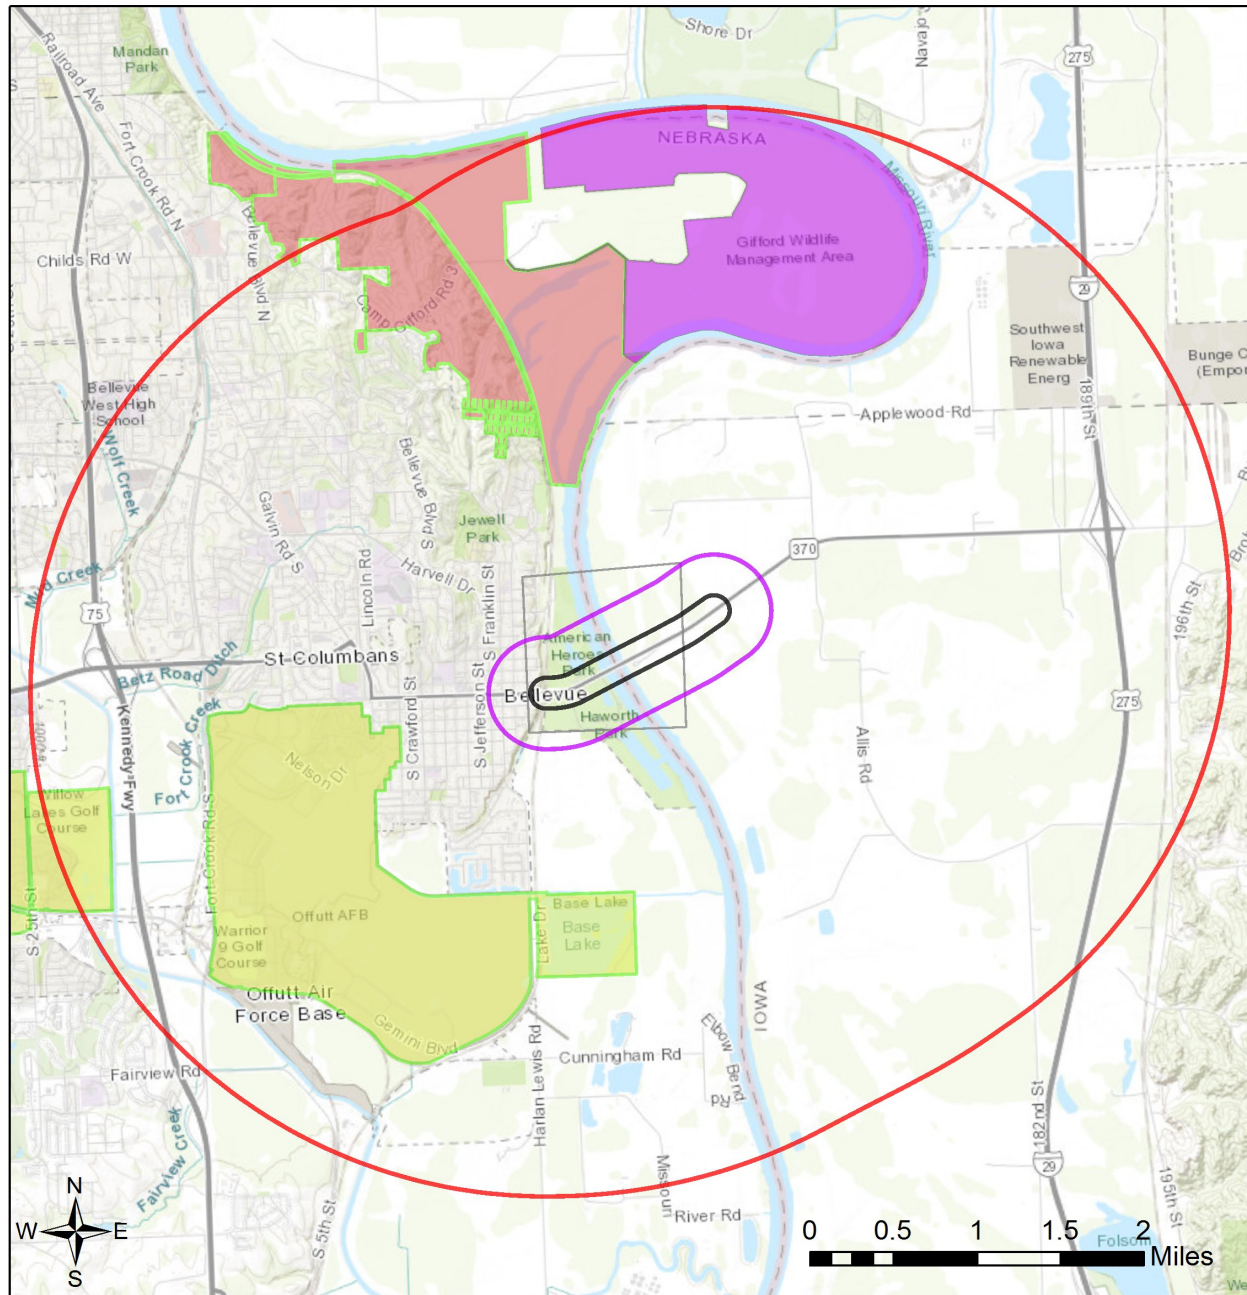 Shore Dr
Navajo
275
Mandan
Park
Railroad Ave
Fort Crook Rd N
NEBRASKA
Missouri River
Bellevue Blvd N
Childs Rd W
Gifford Wildlife
Management Area
Camp Gifford Rd 3
29
Southwest
Iowa
Renewable
Energ
Bunge C
(Empor
189th St
Bellevue
West High
School
Applewood Rd
Wolf Creek
Bellevue Blvd S
Galvin Rd S
Jewell
Park
370
Mud Creek
Lincoln Rd
Harvell Dr
S Franklin St
196th St
75
American
Heroes
Park
St Columbans
Betz Road Ditch
Bellevue
S Jefferson St
S Crawford St
275
Haworth
Park
Fort Crook Creek
Kennedy Fwy
Allis Rd
Nelson Dr
Willow
Lakes Golf
Course
Fort Crook Rd S
S 25th St
Offutt AFB
Base Lake
Base
Lake
Lake Dr
Warrior
9 Golf
Course
Offutt Air
Force Base
IOWA
Gemini Blvd
Elbow Bend
Rd
Cunningham Rd
Harlan Lewis Rd
Fairview Rd
182nd St
Fairview Creek
29
Missouri
River Rd
195th St
S 5th St
N
W E
S
0 0.5 1 1.5 2
Miles
Folsom
We